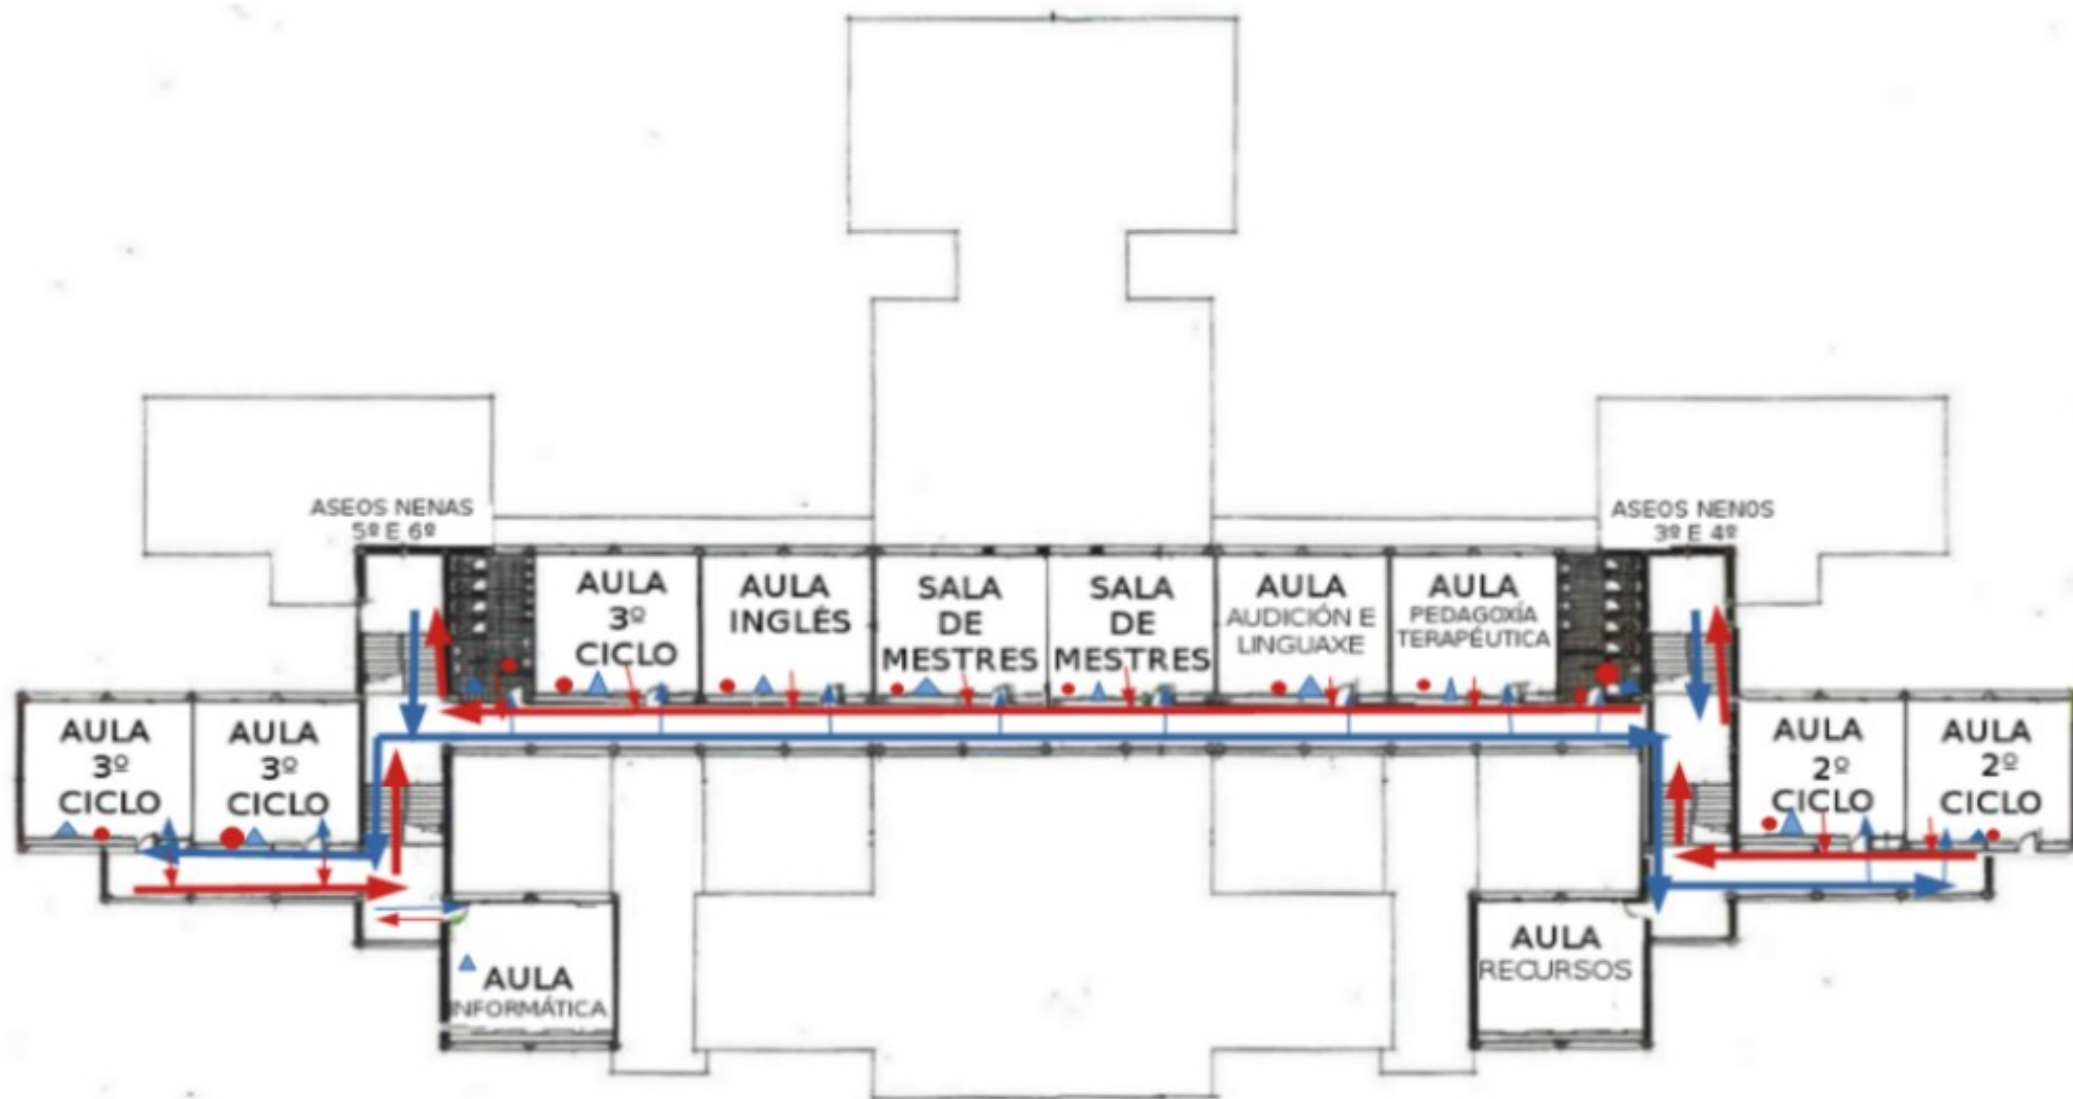 ASEOS NENAS
5º E 6º
ASEOS NENOS
3º E 4º
AULA
3º
CICLO
AULA
INGLÉS
SALA
DE
MESTRES
SALA
DE
MESTRES
AULA
AUDICIÓN E
LINGUAXE
AULA
PEDAGOXÍA
TERAPÉUTICA
AULA
3º
CICLO
AULA
3º
CICLO
AULA
2º
CICLO
AULA
2º
CICLO
AULA
INFORMÁTICA
AULA
RECURSOS